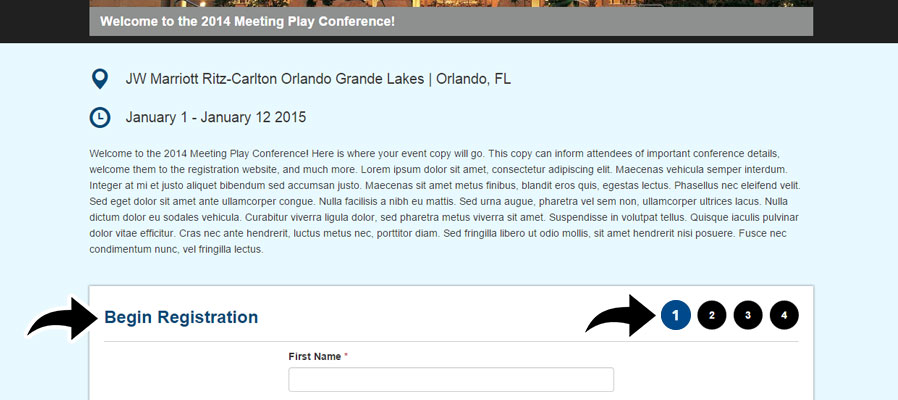 Welcome to the 2014 Meeting Play Conference!
JW Marriott Ritz-Carlton Orlando Grande Lakes | Orlando, FL
January 1 - January 12 2015
Welcome to the 2014 Meeting Play Conference! Here is where your event copy will go. This copy can inform attendees of important conference details,
welcome them to the registration website, and much more. Lorem ipsum dolor sit amet, consectetur adipiscing elit. Maecenas vehicula semper interdum.
Integer at mi et justo aliquet bibendum sed accumsan justo. Maecenas sit amet metus finibus, blandit eros quis, egestas lectus. Phasellus nec eleifend velit.
Sed eget dolor sit amet ante ullamcorper congue. Nulla facilisis a nibh eu mattis. Sed urna augue, pharetra vel sem non, ullamcorper ultrices lacus. Nulla
dictum dolor eu sodales vehicula. Curabitur viverra ligula dolor, sed pharetra metus viverra sit amet. Suspendisse in volutpat tellus. Quisque iaculis pulvinar
dolor vitae efficitur. Cras nec ante hendrerit, luctus metus nec, porttitor diam. Sed fringilla libero ut odio mollis, sit amet hendrerit nisi posuere. Fusce nec
condimentum nunc, vel fringilla lectus.
Begin Registration 1 2 3 4
First Name *